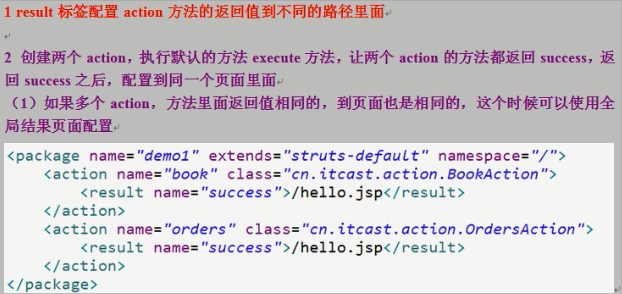 1 result 标签配置 action 方法的返回值到不同的路径里面
2 创建两个 action，执行默认的方法 execute 方法，让两个 action 的方法都返回 success，返
回 success 之后，配置到同一个页面里面
（1）如果多个 action，方法里面返回值相同的，到页面也是相同的，这个时候可以使用全
局结果页面配置
<package name="demo1" extends="struts-default" namespace="/">
<action name="book" class="cn.itcast.action.BookAction">
<result name="success">/hello.jsp</result>
</action>
<action name="orders" class="cn.itcast.action.OrdersAction">
<result name="success">/hello.jsp</result>
</action>
</package>